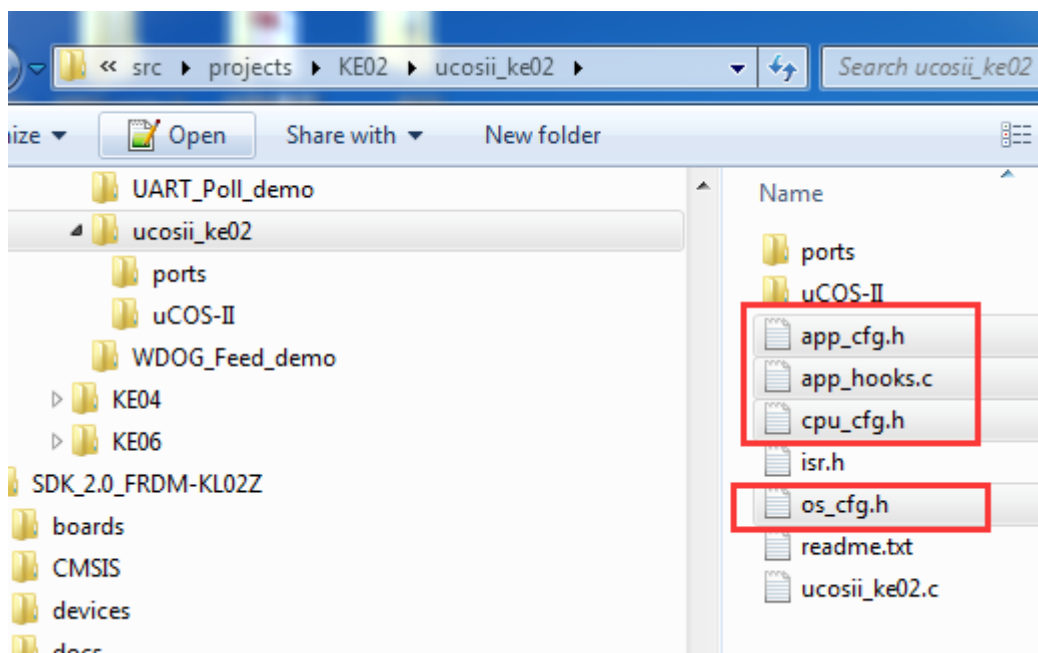 « src ▸ projects ▸ KE02 ▸ ucosii_ke02 ▸
Search ucosii_ke02
Open Share with New folder
UART_Poll_demo
ucosii_ke02
ports
uCOS-II
WDOG_Feed_demo
KE04
KE06
SDK_2.0_FRDM-KL02Z
boards
CMSIS
devices
Name
ports
uCOS-II
app_cfg.h
app_hooks.c
cpu_cfg.h
isr.h
os_cfg.h
readme.txt
ucosii_ke02.c